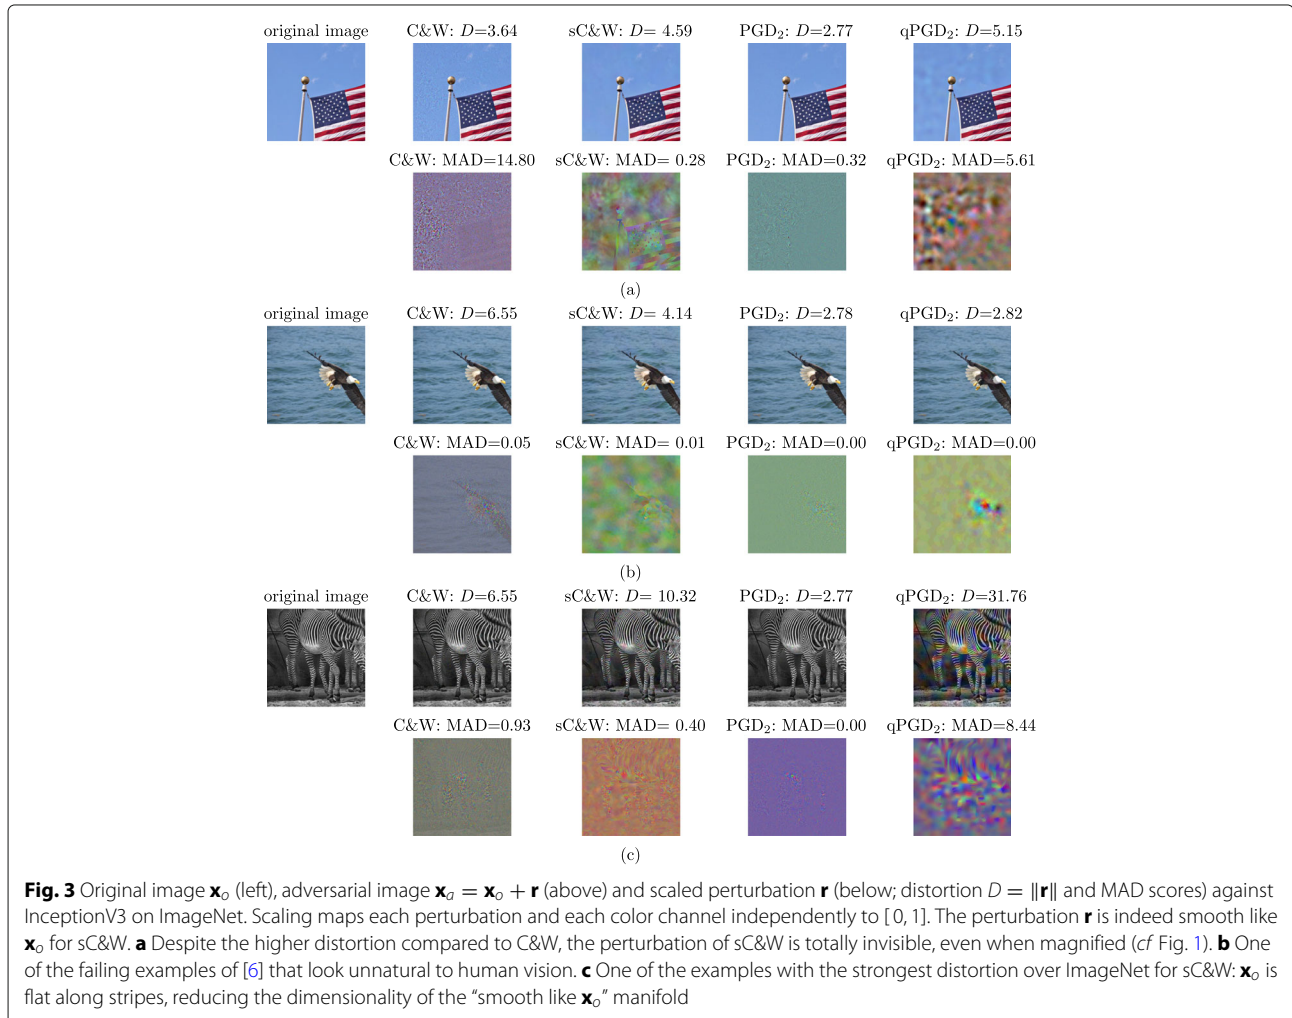 original image C&W: D=3.64 sC&W: D= 4.59 PGD₂: D=2.77 qPGD₂: D=5.15
C&W: MAD=14.80 sC&W: MAD= 0.28 PGD₂: MAD=0.32 qPGD₂: MAD=5.61
(a)
original image C&W: D=6.55 sC&W: D= 4.14 PGD₂: D=2.78 qPGD₂: D=2.82
C&W: MAD=0.05 sC&W: MAD= 0.01 PGD₂: MAD=0.00 qPGD₂: MAD=0.00
(b)
original image C&W: D=6.55 sC&W: D= 10.32 PGD₂: D=2.77 qPGD₂: D=31.76
C&W: MAD=0.93 sC&W: MAD= 0.40 PGD₂: MAD=0.00 qPGD₂: MAD=8.44
(c)
Fig. 3 Original image xₒ (left), adversarial image xₐ = xₒ + r (above) and scaled perturbation r (below; distortion D = ‖r‖ and MAD scores) against
InceptionV3 on ImageNet. Scaling maps each perturbation and each color channel independently to [ 0, 1]. The perturbation r is indeed smooth like
xₒ for sC&W. a Despite the higher distortion compared to C&W, the perturbation of sC&W is totally invisible, even when magnified (cf Fig. 1). b One
of the failing examples of [6] that look unnatural to human vision. c One of the examples with the strongest distortion over ImageNet for sC&W: xₒ is
flat along stripes, reducing the dimensionality of the “smooth like xₒ” manifold